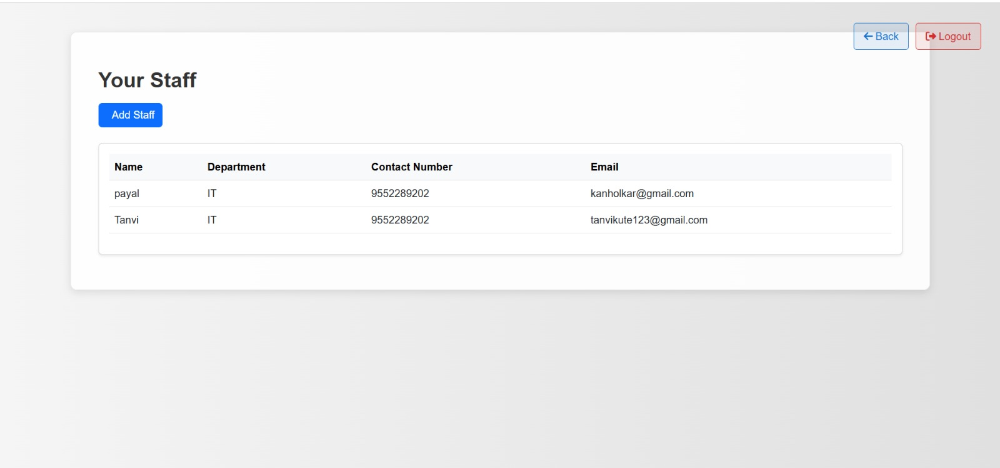 Back Logout
Your Staff
Add Staff
Name Department Contact Number Email
payal IT 9552289202 kanholkar@gmail.com
Tanvi IT 9552289202 tanvikute123@gmail.com